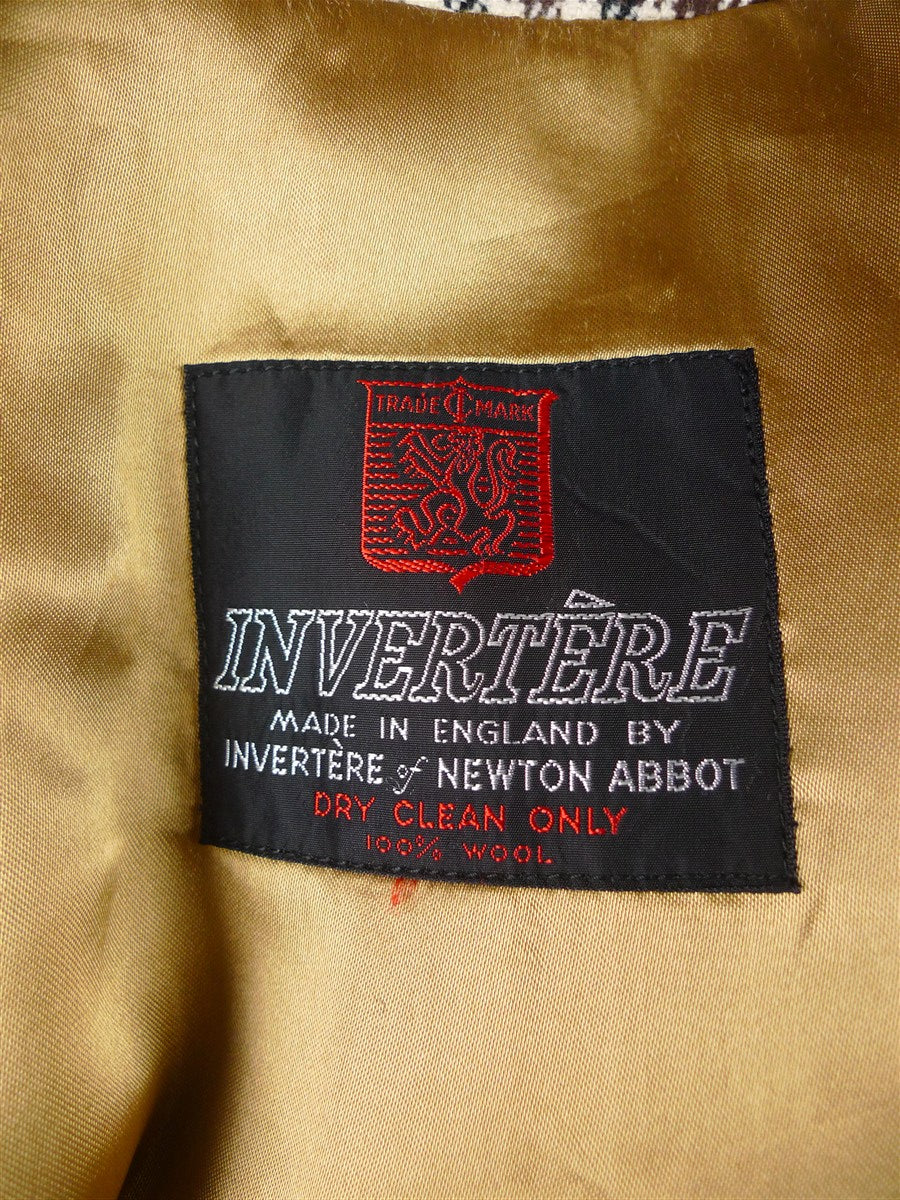 TRADE MARK
INVERTÈRE
MADE IN ENGLAND BY
INVERTÈRE of NEWTON ABBOT
DRY CLEAN ONLY
100% WOOL